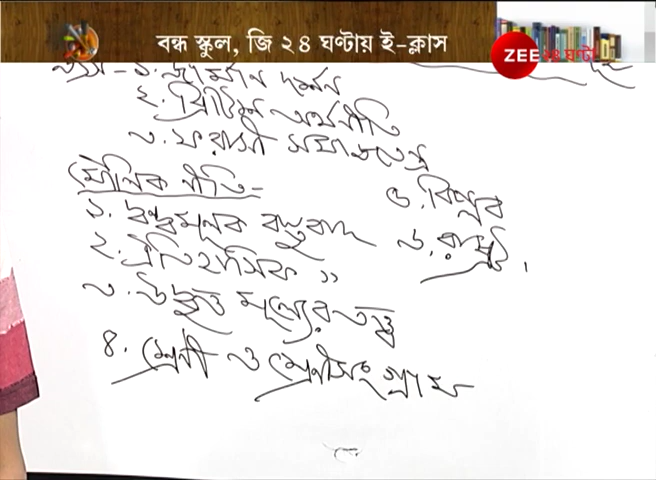 বন্ধ স্কুল, জি ২৪ ঘণ্টায় ই-ক্লাস
ZEE ২৪ ঘণ্টা
১. জার্মান দর্শন
২. ব্রিটিশ অর্থনীতি
৩. ফরাসী সমাজতন্ত্র
মৌলিক নীতি-
১. দ্বন্দ্বমূলক বস্তুবাদ
২. ঐতিহাসিক "
৩. উদ্বৃত্ত মূল্যের তত্ত্ব
৪. শ্রেণী ও শ্রেণীসংগ্রাম
৫. বিপ্লব
৬. রাষ্ট্র